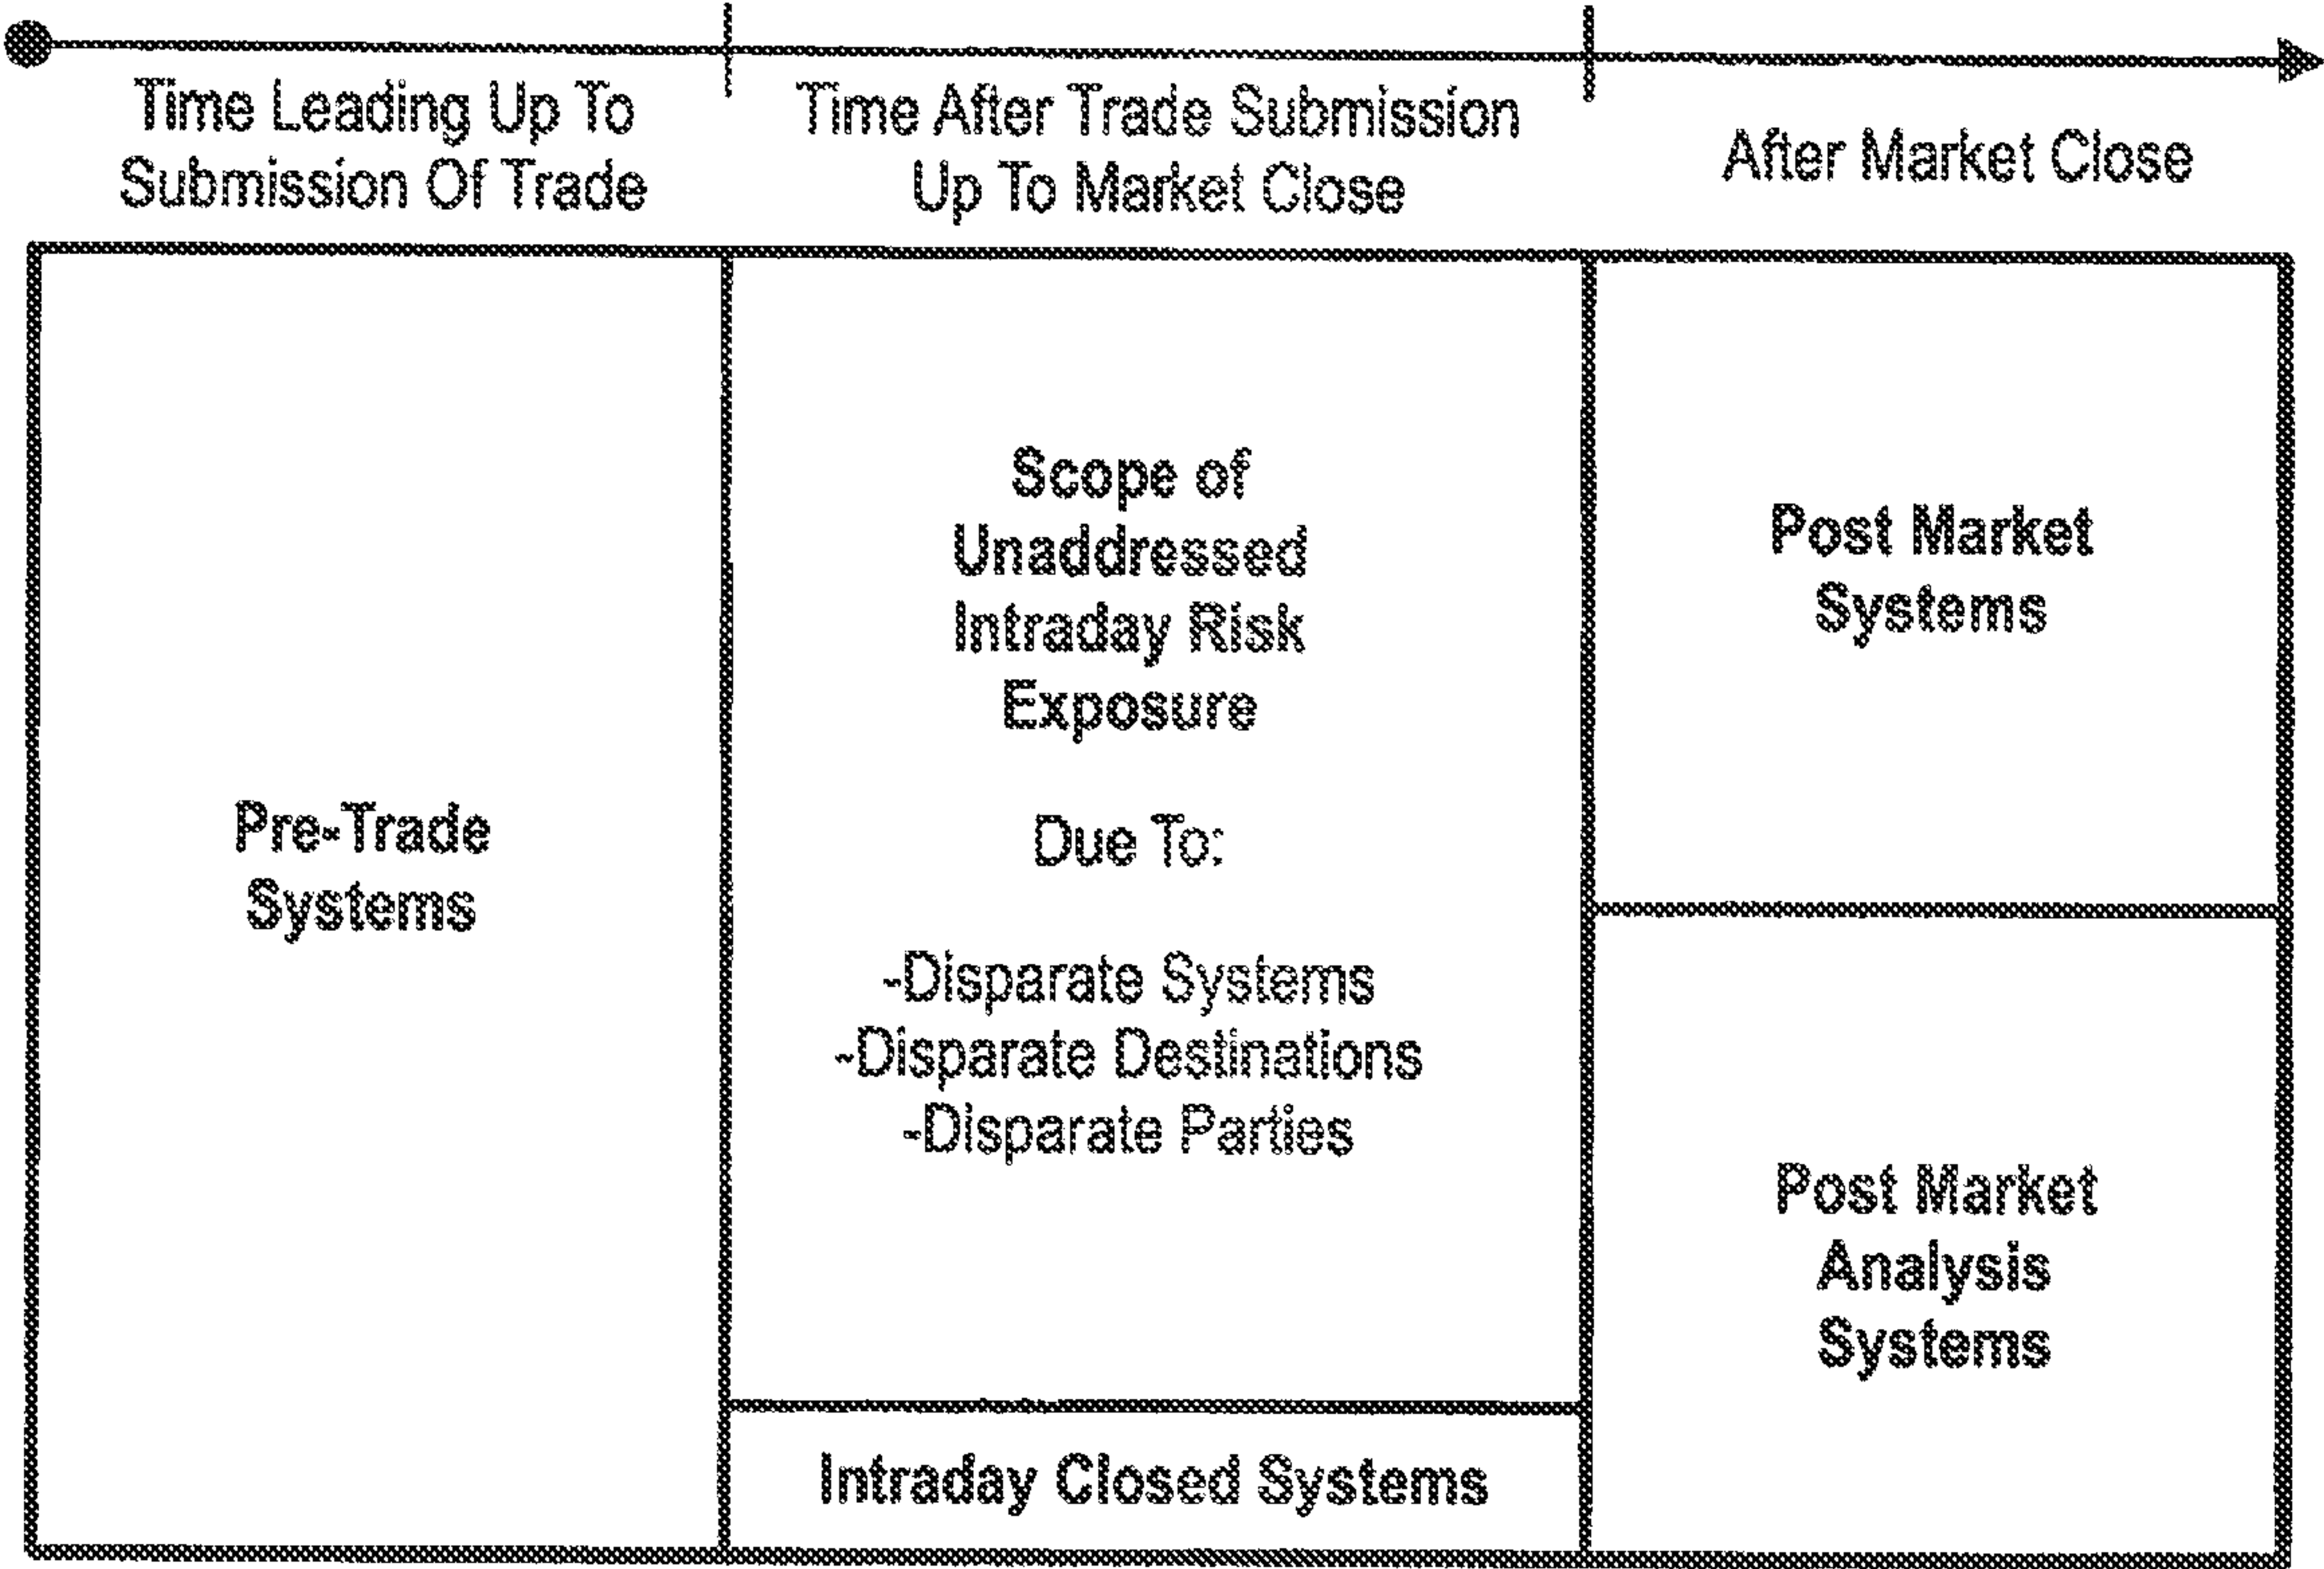 Time Leading Up To
Submission Of Trade
Time After Trade Submission
Up To Market Close
After Market Close
Pre-Trade
Systems
Scope of
Unaddressed
Intraday Risk
Exposure
Due To:
-Disparate Systems
-Disparate Destinations
-Disparate Parties
Intraday Closed Systems
Post Market
Systems
Post Market
Analysis
Systems